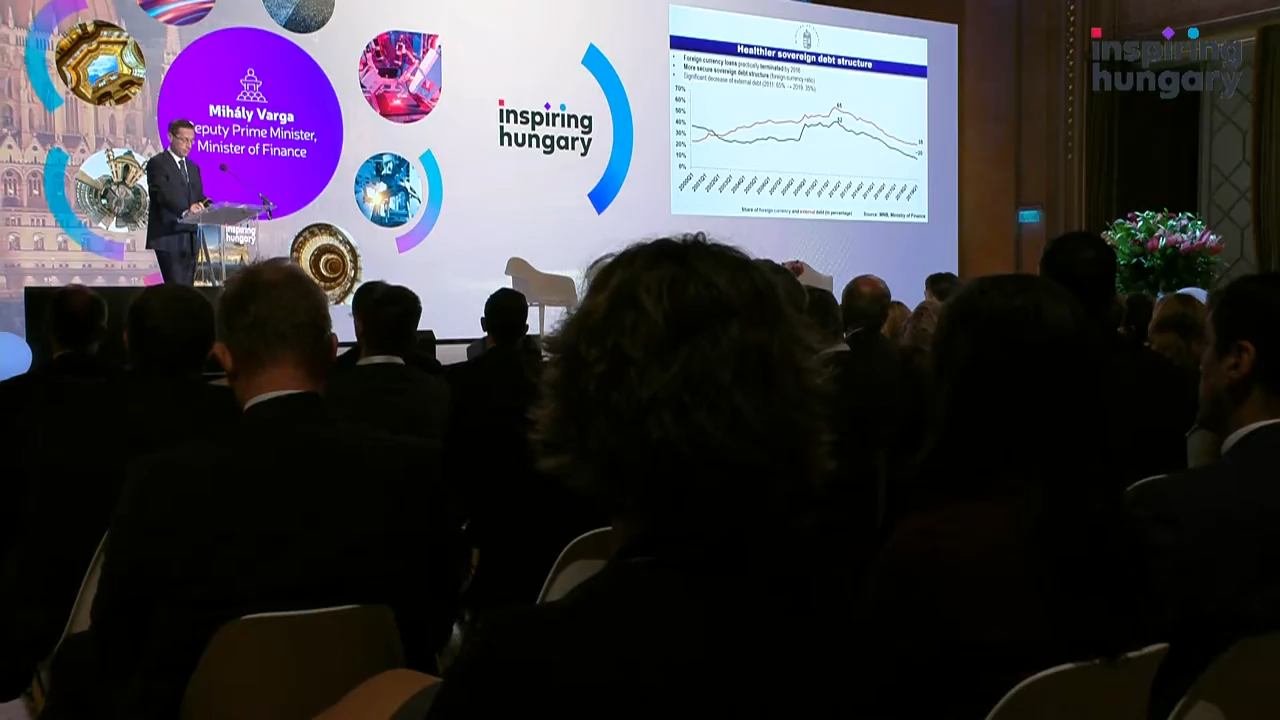 Mihály Varga
eputy Prime Minister,
Minister of Finance
inspiring
hungary
inspiring
hungary
Healthier sovereign debt structure
Foreign currency loans practically terminated by 2018
More secure sovereign debt structure (foreign currency ratio)
Significant decrease of external debt (2011: 65% → 2019: 35%)
70%
60%
50%
40%
30%
20%
10%
0%
Share of foreign currency and external debt (in percentage)
Source: MNB, Ministry of Finance
inspiring
hungary